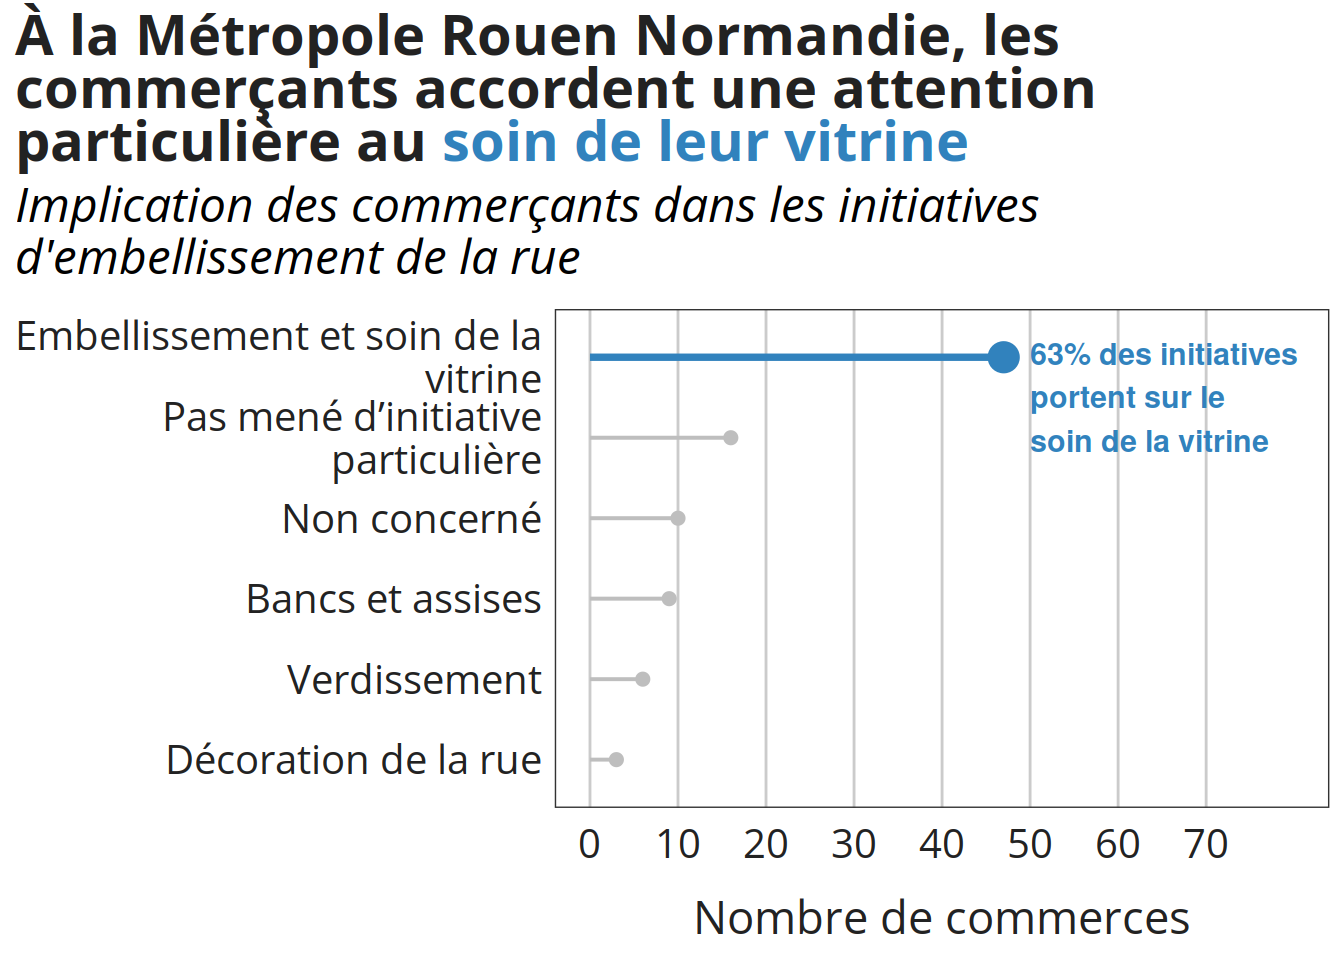 À la Métropole Rouen Normandie, les
commerçants accordent une attention
particulière au soin de leur vitrine
Implication des commerçants dans les initiatives
d'embellissement de la rue
Embellissement et soin de la
vitrine
63% des initiatives
portent sur le
soin de la vitrine
Pas mené d’initiative
particulière
Non concerné
Bancs et assises
Verdissement
Décoration de la rue
0 10 20 30 40 50 60 70
Nombre de commerces